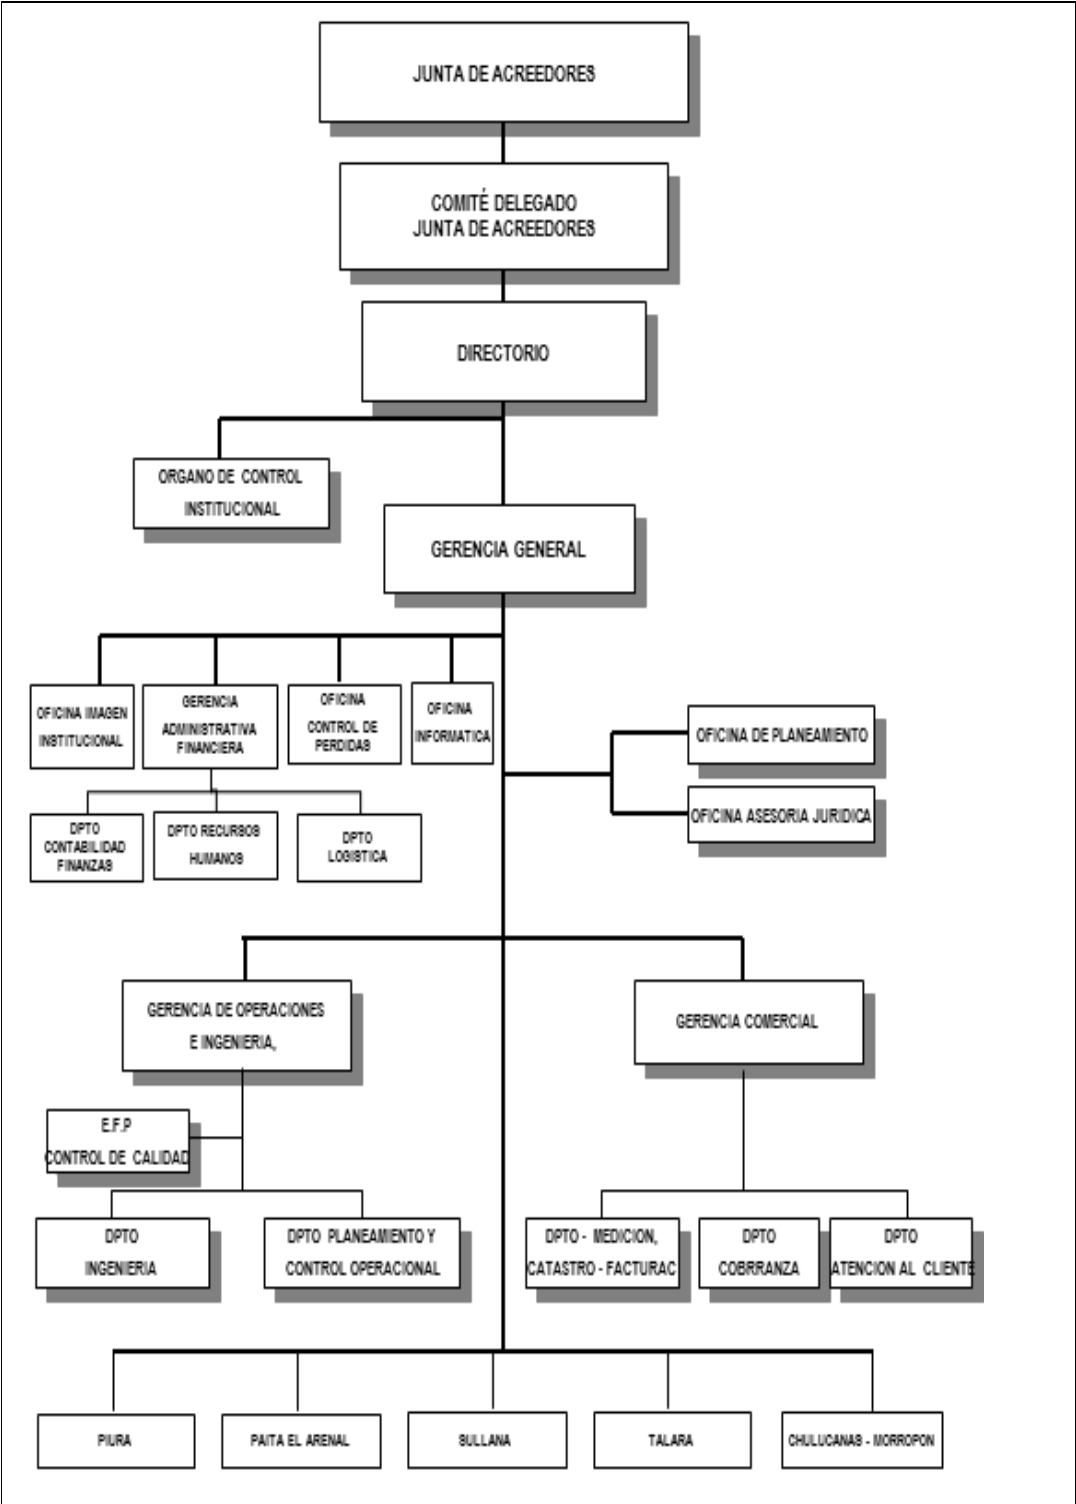 JUNTA DE ACREEDORES
COMITÉ DELEGADO
JUNTA DE ACREEDORES
DIRECTORIO
ORGANO DE CONTROL
INSTITUCIONAL
GERENCIA GENERAL
OFICINA IMAGEN
INSTITUCIONAL
GERENCIA
ADMINISTRATIVA
FINANCIERA
OFICINA
CONTROL DE
PERDIDAS
OFICINA
INFORMATICA
OFICINA DE PLANEAMIENTO
OFICINA ASESORIA JURIDICA
DPTO
CONTABILIDAD
FINANZAS
DPTO RECURSOS
HUMANOS
DPTO
LOGISTICA
GERENCIA DE OPERACIONES
E INGENIERIA,
GERENCIA COMERCIAL
E.F.P
CONTROL DE CALIDAD
DPTO
INGENIERIA
DPTO PLANEAMIENTO Y
CONTROL OPERACIONAL
DPTO - MEDICION,
CATASTRO - FACTURAC
DPTO
COBRRANZA
DPTO
ATENCION AL CLIENTE
PIURA
PAITA EL ARENAL
SULLANA
TALARA
CHULUCANAS - MORROPON